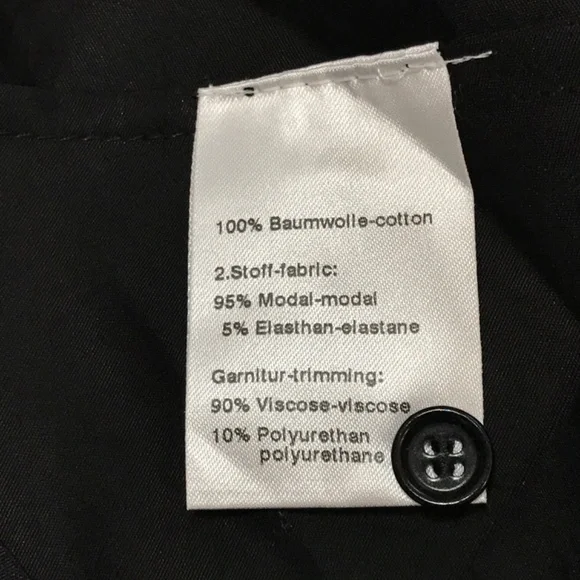 100% Baumwolle-cotton
2.Stoff-fabric:
95% Modal-modal
5% Elasthan-elastane
Garnitur-trimming:
90% Viscose-viscose
10% Polyurethan
polyurethane